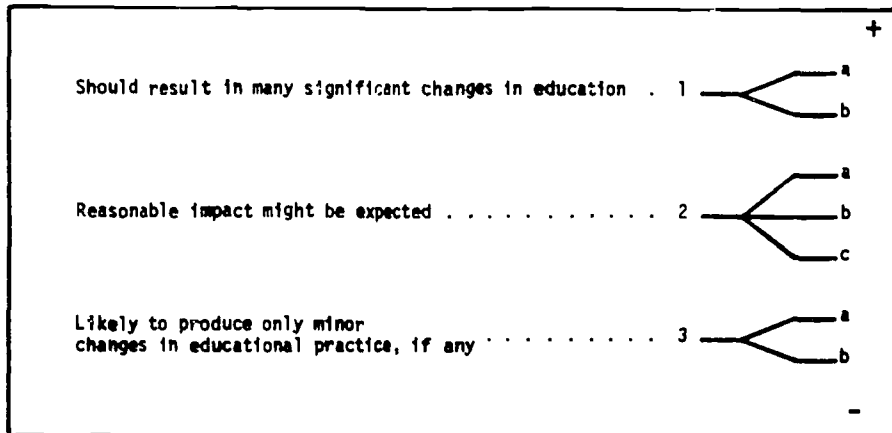 +
Should result in many significant changes in education . 1
a
b
Reasonable impact might be expected . . . . . . . . . . . 2
a
b
c
Likely to produce only minor
changes in educational practice, if any . . . . . . . . . 3
a
b
-